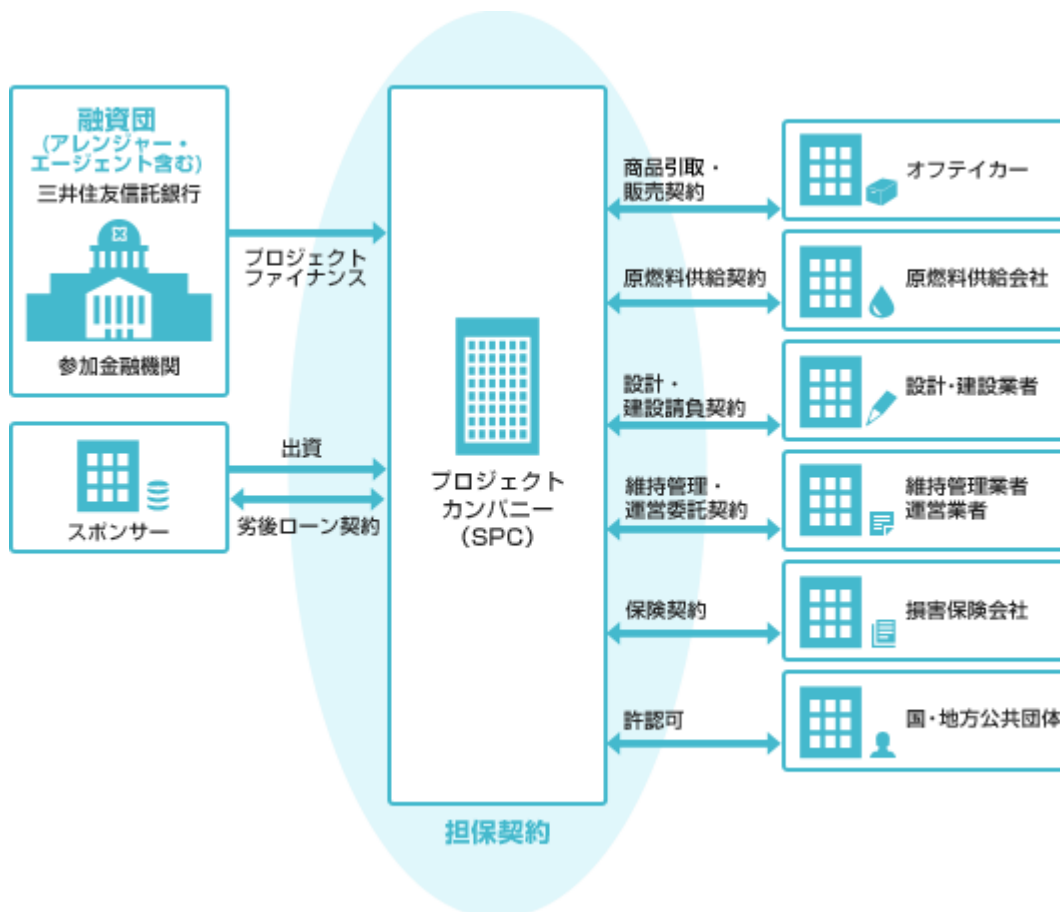 融資団
(アレンジャー・
エージェント含む)
三井住友信託銀行
参加金融機関
プロジェクト
ファイナンス
スポンサー
出資
劣後ローン契約
プロジェクト
カンパニー
（SPC）
担保契約
商品引取・
販売契約
オフテイカー
原燃料供給契約
原燃料供給会社
設計・
建設請負契約
設計・建設業者
維持管理・
運営委託契約
維持管理業者
運営業者
保険契約
損害保険会社
許認可
国・地方公共団体